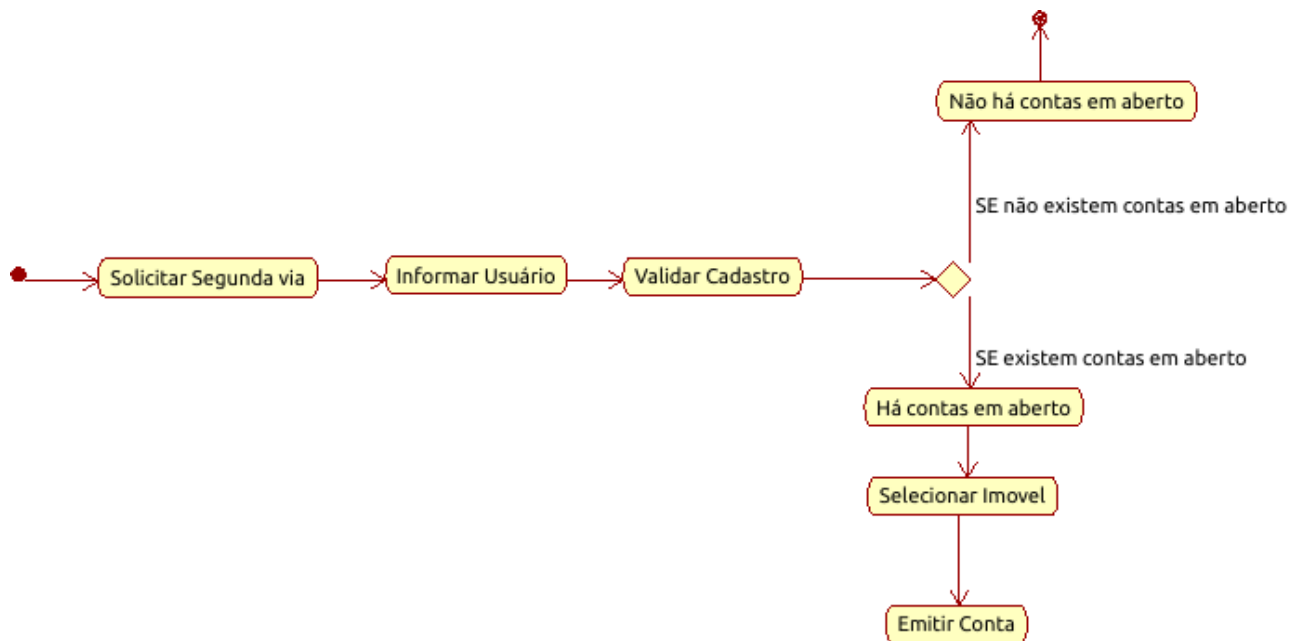 Não há contas em aberto
SE não existem contas em aberto
Solicitar Segunda via
Informar Usuário
Validar Cadastro
SE existem contas em aberto
Há contas em aberto
Selecionar Imovel
Emitir Conta